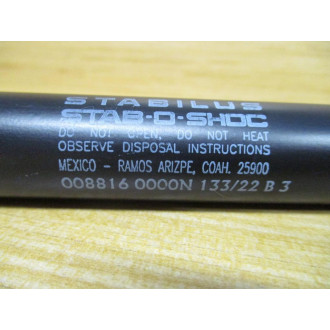 STABILUS
STAB-O-SHOC
DO NOT OPEN, DO NOT HEAT
OBSERVE DISPOSAL INSTRUCTIONS
MEXICO - RAMOS ARIZPE, COAH. 25900
008816 0000N 133/22 B 3